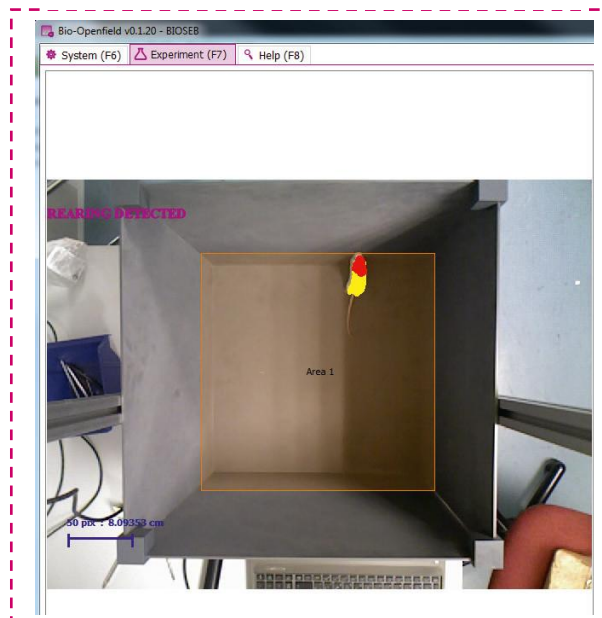 Bio-Openfield v0.1.20 - BIOSEB
System (F6) Experiment (F7) Help (F8)
REARING DETECTED
Area 1
50 pix : 8.09353 cm